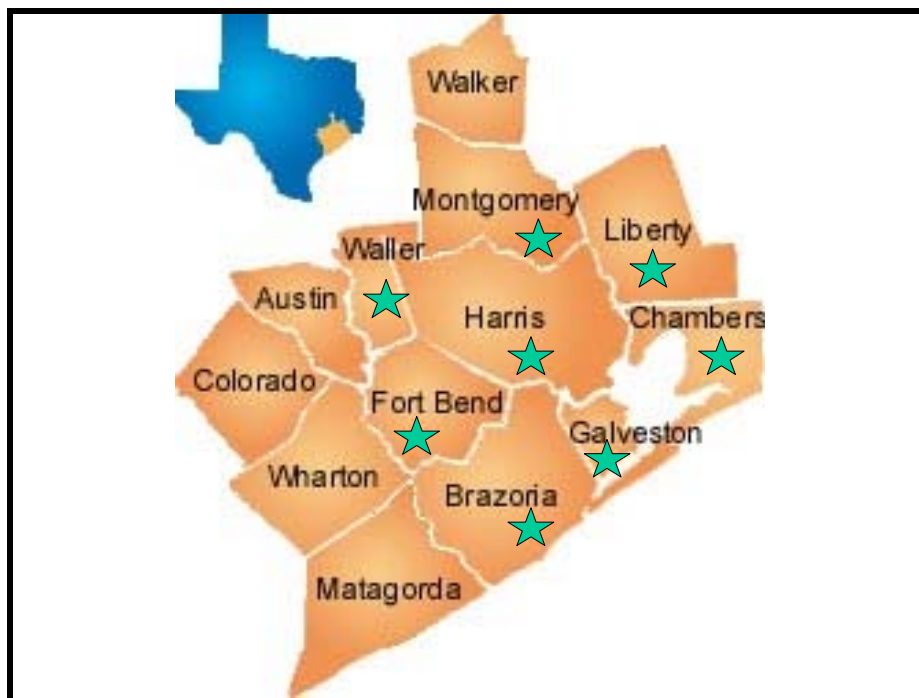 Walker
Montgomery
Liberty
Waller
Austin
Harris
Chambers
Colorado
Fort Bend
Galveston
Wharton
Brazoria
Matagorda